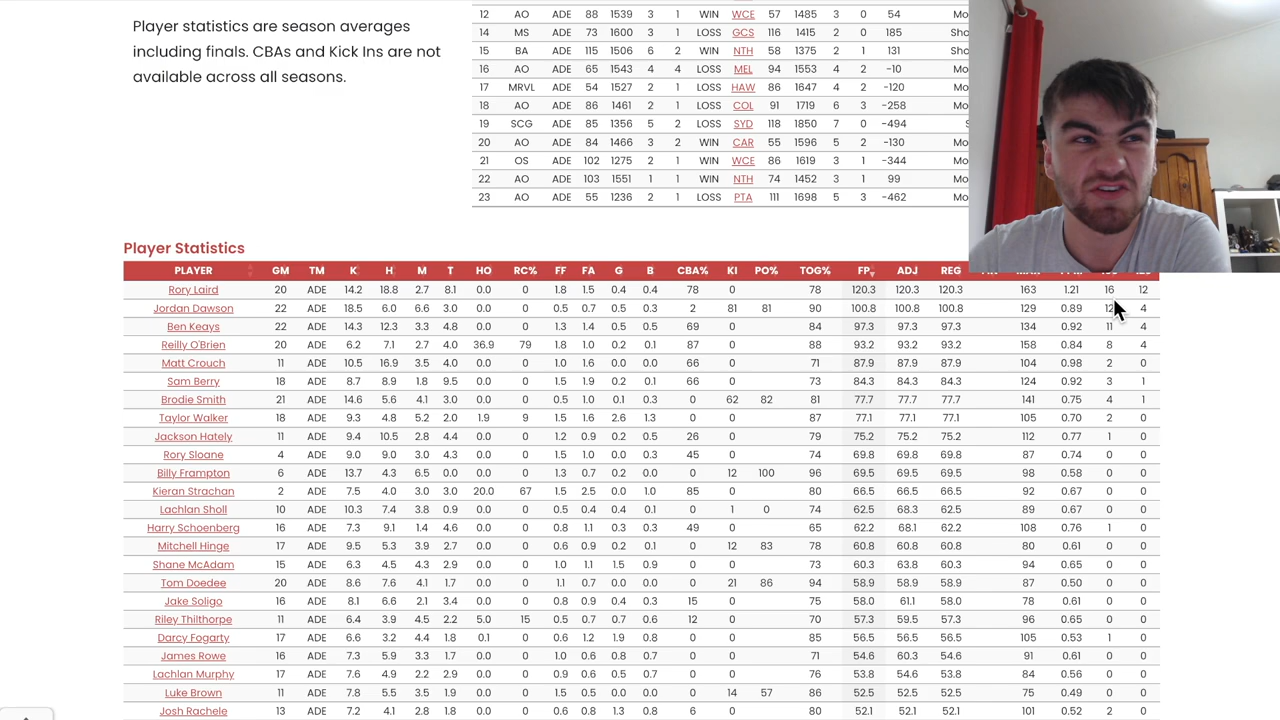 Player statistics are season averages
including finals. CBAs and Kick Ins are not
available across all seasons.
12 AO ADE 88 1539 3 1 WIN WCE 57 1485 3 0 54 Mo
14 MS ADE 73 1600 3 1 LOSS GCS 116 1415 2 0 185 Sho
15 BA ADE 115 1506 6 2 WIN NTH 58 1375 2 1 131 Sho
16 AO ADE 65 1543 4 4 LOSS MEL 94 1553 4 2 -10 Mo
17 MRVL ADE 54 1527 2 1 LOSS HAW 86 1647 4 2 -120 Mo
18 AO ADE 86 1461 2 1 LOSS COL 91 1719 6 3 -258 Mo
19 SCG ADE 85 1356 5 2 LOSS SYD 118 1850 7 0 -494 S
20 AO ADE 84 1466 3 2 WIN CAR 55 1596 5 2 -130 Mo
21 OS ADE 102 1275 2 1 WIN WCE 86 1619 3 1 -344 Mo
22 AO ADE 103 1551 1 1 WIN NTH 74 1452 3 1 99 Mo
23 AO ADE 55 1236 2 1 LOSS PTA 111 1698 5 3 -462 Mo
Player Statistics
PLAYER GM TM K H M T HO RC% FF FA G B CBA% KI PO% TOG% FP ADJ REG
Rory Laird 20 ADE 14.2 18.8 2.7 8.1 0.0 0 1.8 1.5 0.4 0.4 78 0 78 120.3 120.3 120.3 163 1.21 16 12
Jordan Dawson 22 ADE 18.5 6.0 6.6 3.0 0.0 0 0.5 0.7 0.5 0.3 2 81 81 90 100.8 100.8 100.8 129 0.89 12 4
Ben Keays 22 ADE 14.3 12.3 3.5 4.8 0.0 0 1.3 1.4 0.5 0.5 69 0 84 97.3 97.3 97.3 134 0.92 11 4
Reilly O'Brien 20 ADE 6.2 7.1 2.7 4.0 36.9 79 1.8 1.0 0.2 0.1 87 0 88 93.2 93.2 93.2 158 0.84 8 4
Matt Crouch 11 ADE 10.5 16.9 3.5 4.0 0.0 0 1.0 1.6 0.0 0.0 66 0 71 87.9 87.9 87.9 104 0.98 2 0
Sam Berry 18 ADE 8.7 8.9 1.8 9.5 0.0 0 1.5 1.9 0.2 0.1 66 0 73 84.3 84.3 84.3 124 0.92 3 1
Brodie Smith 21 ADE 14.6 5.6 4.1 3.0 0.0 0 0.5 1.0 0.1 0.3 0 62 82 81 77.7 77.7 77.7 141 0.75 4 1
Taylor Walker 18 ADE 9.3 4.8 5.2 2.0 1.9 9 1.5 1.6 2.6 1.3 0 0 87 77.1 77.1 77.1 105 0.70 2 0
Jackson Hately 11 ADE 9.4 10.5 2.8 4.4 0.0 0 1.2 0.9 0.2 0.5 26 0 79 75.2 75.2 75.2 112 0.77 1 0
Rory Sloane 4 ADE 9.0 9.0 3.0 4.3 0.0 0 1.5 1.0 0.0 0.3 45 0 74 69.8 69.8 69.8 87 0.74 0 0
Billy Frampton 6 ADE 13.7 4.3 6.5 0.0 0.0 0 1.3 0.7 0.2 0.0 0 12 100 96 69.5 69.5 69.5 98 0.58 0 0
Kieran Strachan 2 ADE 7.5 4.0 3.0 3.0 20.0 67 1.5 2.5 0.0 1.0 85 0 80 66.5 66.5 66.5 92 0.67 0 0
Lachlan Sholl 10 ADE 10.3 7.4 3.8 0.9 0.0 0 0.5 0.4 0.4 0.1 0 1 0 74 62.5 68.3 62.5 89 0.67 0 0
Harry Schoenberg 16 ADE 7.3 9.1 1.4 4.6 0.0 0 0.8 1.1 0.3 0.3 49 0 65 62.2 68.1 62.2 108 0.76 1 0
Mitchell Hinge 17 ADE 9.5 5.3 3.9 2.7 0.0 0 0.6 0.9 0.2 0.1 0 12 83 78 60.8 60.8 60.8 80 0.61 0 0
Shane McAdam 15 ADE 6.3 4.5 4.3 2.9 0.0 0 1.0 1.1 1.5 0.9 0 0 73 60.3 63.8 60.3 94 0.65 0 0
Tom Doedee 20 ADE 8.6 7.6 4.1 1.7 0.0 0 1.1 0.7 0.0 0.0 0 21 86 94 58.9 58.9 58.9 87 0.50 0 0
Jake Soligo 16 ADE 8.1 6.6 2.1 3.4 0.0 0 0.8 0.9 0.4 0.3 15 0 75 58.0 61.1 58.0 78 0.61 0 0
Riley Thilthorpe 11 ADE 6.4 3.9 4.5 2.2 5.0 15 0.5 0.7 0.7 0.6 12 0 70 57.3 59.5 57.3 96 0.65 0 0
Darcy Fogarty 17 ADE 6.6 3.2 4.4 1.8 0.1 0 0.6 1.2 1.9 0.8 0 0 85 56.5 56.5 56.5 105 0.53 1 0
James Rowe 16 ADE 7.3 5.9 3.3 1.7 0.0 0 1.0 0.6 0.8 0.7 0 0 71 54.6 60.3 54.6 91 0.61 0 0
Lachlan Murphy 17 ADE 7.6 4.9 2.2 2.9 0.0 0 0.9 0.6 0.5 0.7 0 0 76 53.8 54.6 53.8 84 0.56 0 0
Luke Brown 11 ADE 7.8 5.5 3.5 1.9 0.0 0 1.5 0.5 0.0 0.0 0 14 57 86 52.5 52.5 52.5 75 0.49 0 0
Josh Rachele 13 ADE 7.2 4.1 2.8 1.8 0.0 0 0.6 0.8 1.3 0.8 6 0 80 52.1 52.1 52.1 101 0.52 2 0